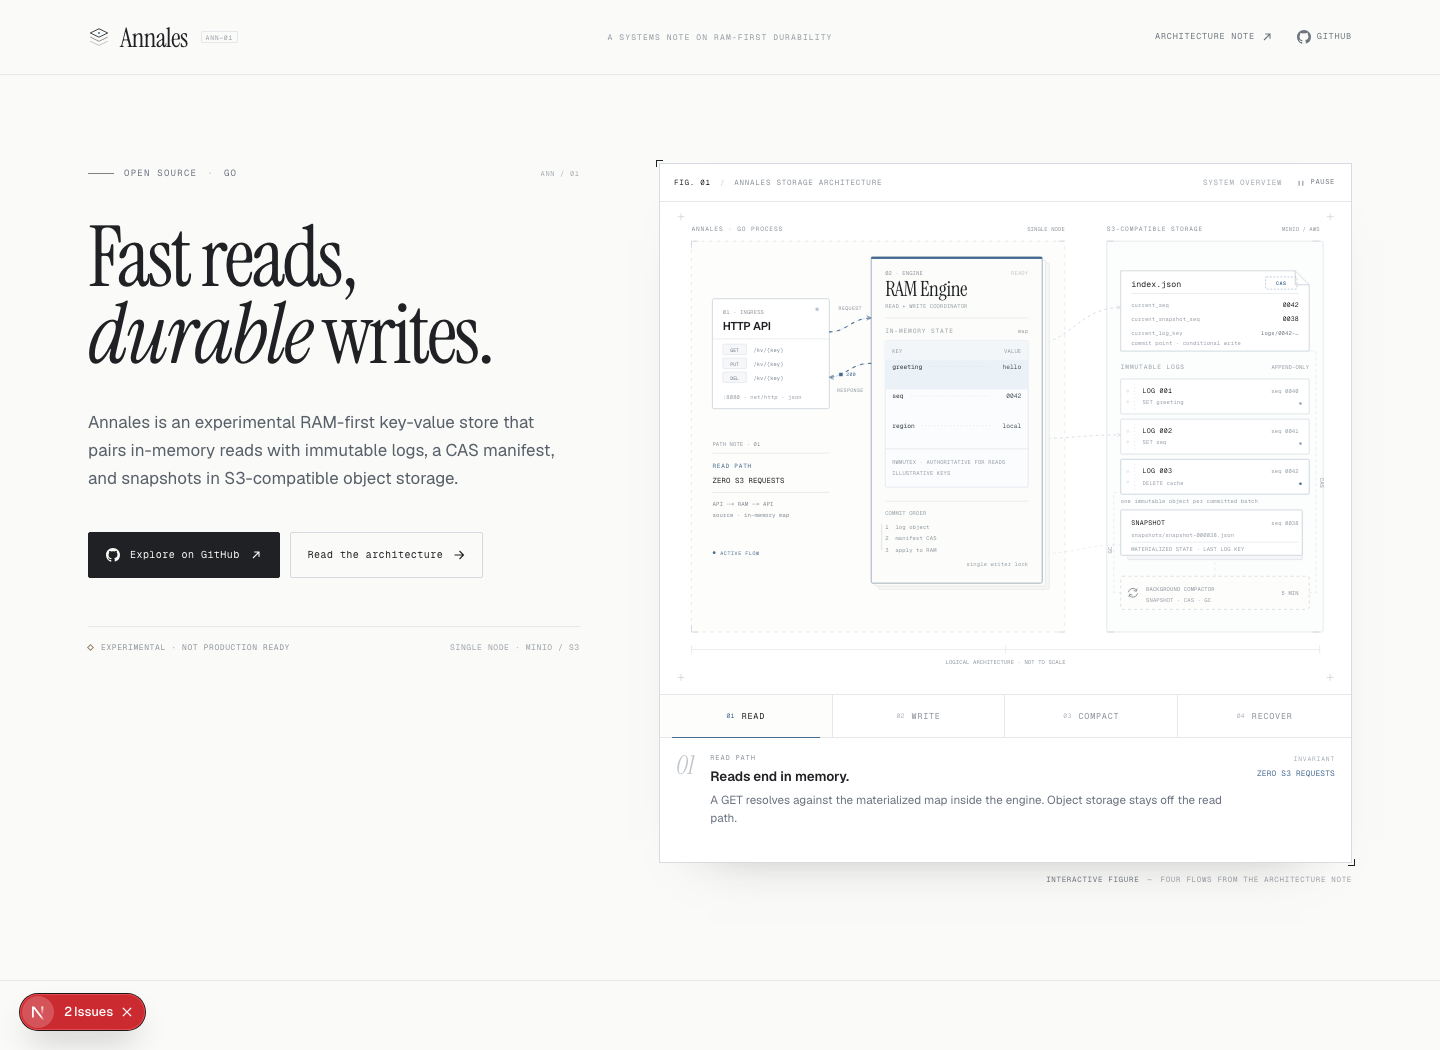 Annales
ANN-01
A SYSTEMS NOTE ON RAM-FIRST DURABILITY
ARCHITECTURE NOTE
GITHUB
OPEN SOURCE · GO
ANN / 01
Fast reads,
durable writes.
Annales is an experimental RAM-first key-value store that
pairs in-memory reads with immutable logs, a CAS manifest,
and snapshots in S3-compatible object storage.
Explore on GitHub
Read the architecture
EXPERIMENTAL · NOT PRODUCTION READY
SINGLE NODE · MINIO / S3
FIG. 01 / ANNALES STORAGE ARCHITECTURE
SYSTEM OVERVIEW
PAUSE
ANNALES · GO PROCESS
SINGLE NODE
01 · INGRESS
HTTP API
GET /kv/{key}
PUT /kv/{key}
DEL /kv/{key}
:8080 · net/http · json
REQUEST
200
RESPONSE
PATH NOTE · 01
READ PATH
ZERO S3 REQUESTS
API —> RAM —> API
source · in-memory map
ACTIVE FLOW
02 · ENGINE
READY
RAM Engine
READ + WRITE COORDINATOR
IN-MEMORY STATE
map
KEY VALUE
greeting hello
seq 0042
region local
RWMUTEX · AUTHORITATIVE FOR READS
ILLUSTRATIVE KEYS
COMMIT ORDER
1 log object
2 manifest CAS
3 apply to RAM
single writer lock
S3-COMPATIBLE STORAGE
MINIO / AWS
index.json
CAS
current_seq 0042
current_snapshot_seq 0038
current_log_key logs/0042-…
commit point · conditional write
IMMUTABLE LOGS
APPEND-ONLY
LOG 001 seq 0040
SET greeting
LOG 002 seq 0041
SET seq
LOG 003 seq 0042
DELETE cache
CAS
one immutable object per committed batch
SNAPSHOT seq 0038
snapshots/snapshot-000038.json
MATERIALIZED STATE · LAST LOG KEY
BACKGROUND COMPACTOR
SNAPSHOT · CAS · GC
5 MIN
LOGICAL ARCHITECTURE · NOT TO SCALE
01 READ
02 WRITE
03 COMPACT
04 RECOVER
01
READ PATH
Reads end in memory.
A GET resolves against the materialized map inside the engine. Object storage stays off the read
path.
INVARIANT
ZERO S3 REQUESTS
INTERACTIVE FIGURE — FOUR FLOWS FROM THE ARCHITECTURE NOTE
N
2 Issues